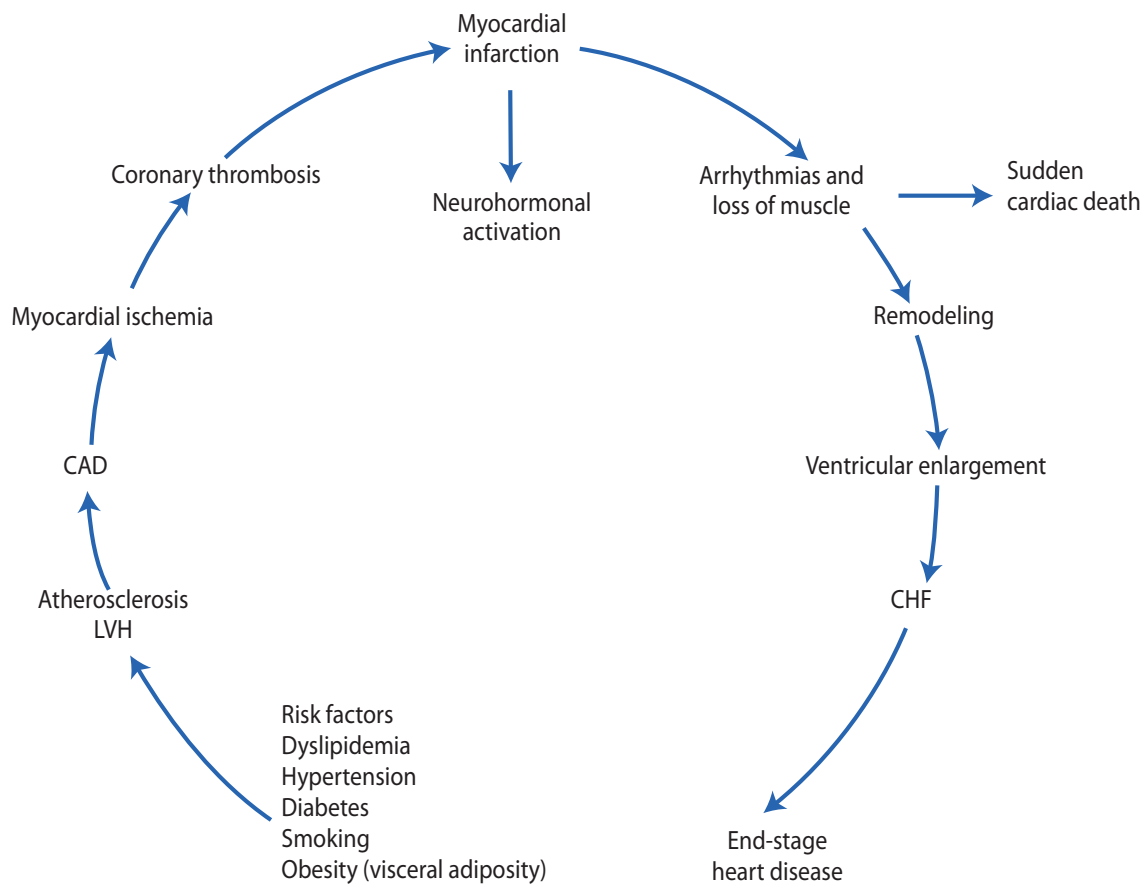 Myocardial
infarction
Coronary thrombosis
Neurohormonal
activation
Arrhythmias and
loss of muscle
Sudden
cardiac death
Myocardial ischemia
Remodeling
CAD
Ventricular enlargement
Atherosclerosis
LVH
CHF
Risk factors
Dyslipidemia
Hypertension
Diabetes
Smoking
Obesity (visceral adiposity)
End-stage
heart disease